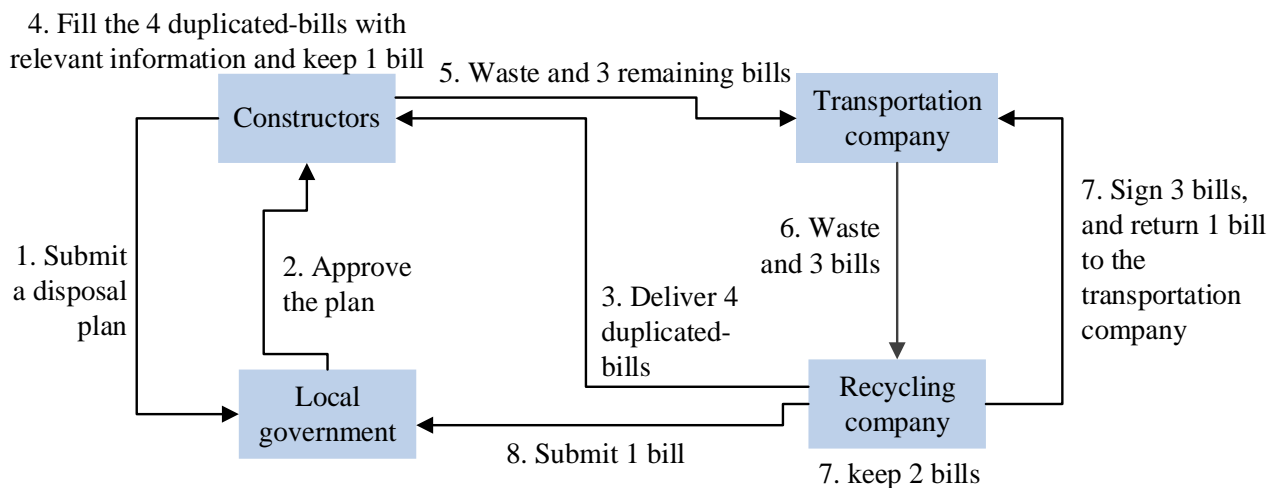 4. Fill the 4 duplicated-bills with
relevant information and keep 1 bill
5. Waste and 3 remaining bills
Constructors
Transportation
company
1. Submit
a disposal
plan
2. Approve
the plan
3. Deliver 4
duplicated-
bills
6. Waste
and 3 bills
7. Sign 3 bills,
and return 1 bill
to the
transportation
company
Local
government
Recycling
company
8. Submit 1 bill
7. keep 2 bills